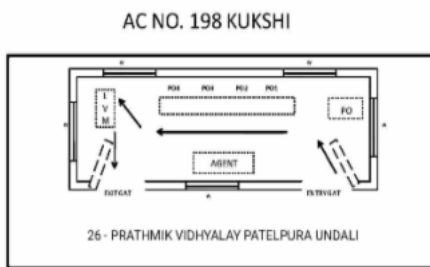 AC NO. 198 KUKSHI
PO4 PO3 PO2 PO1
E
V
M
PO
AGENT
EXITGAT
ENTRYGAT
26 - PRATHMIK VIDHYALAY PATELPURA UNDALI